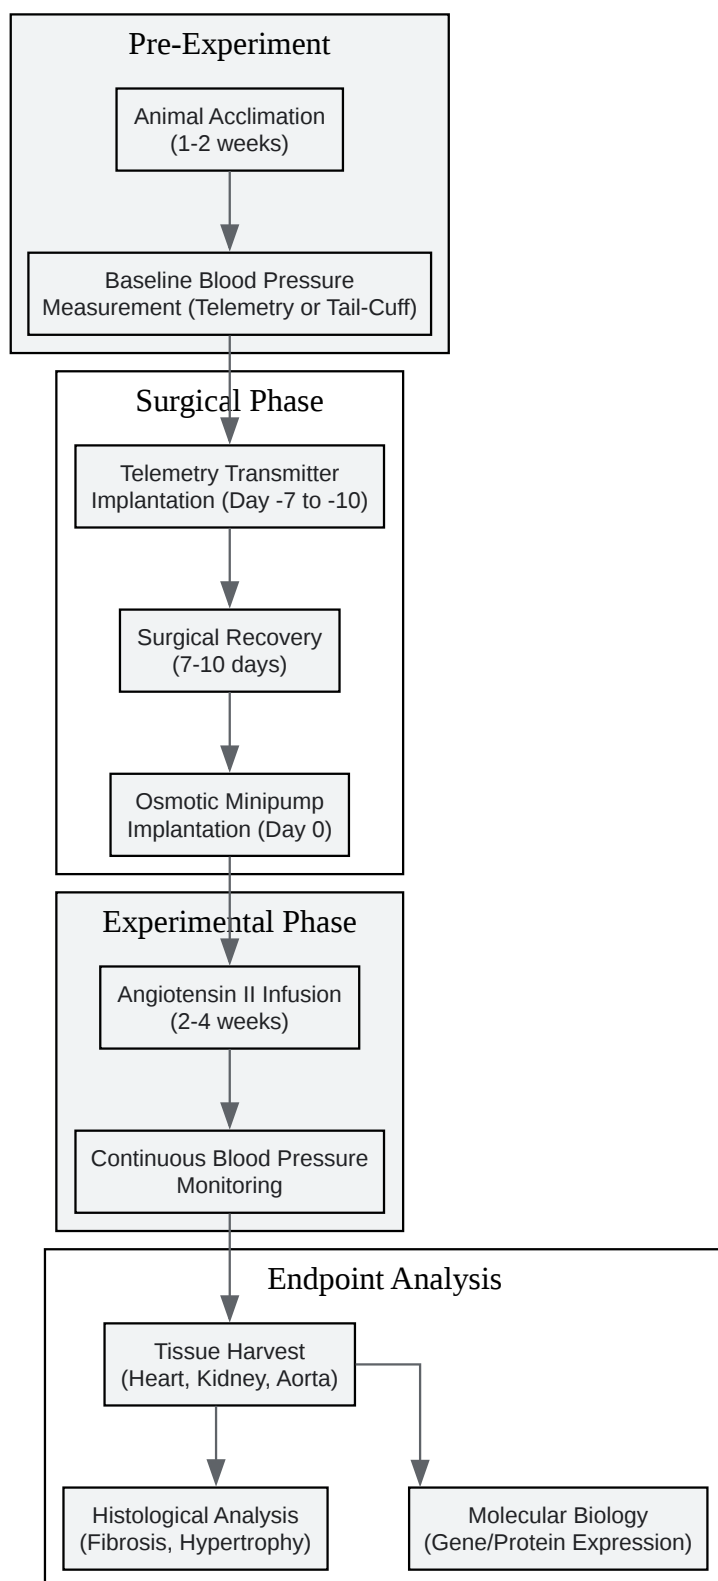 Pre-Experiment
Animal Acclimation
(1-2 weeks)
Baseline Blood Pressure
Measurement (Telemetry or Tail-Cuff)
Surgical Phase
Telemetry Transmitter
Implantation (Day -7 to -10)
Surgical Recovery
(7-10 days)
Osmotic Minipump
Implantation (Day 0)
Experimental Phase
Angiotensin II Infusion
(2-4 weeks)
Continuous Blood Pressure
Monitoring
Endpoint Analysis
Tissue Harvest
(Heart, Kidney, Aorta)
Histological Analysis
(Fibrosis, Hypertrophy)
Molecular Biology
(Gene/Protein Expression)